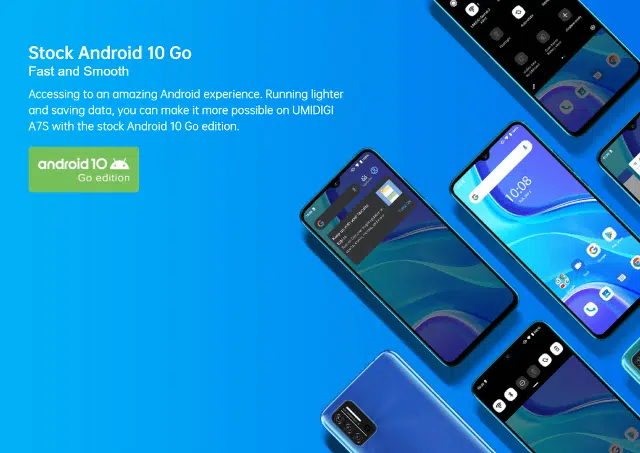 Stock Android 10 Go
Fast and Smooth
Accessing to an amazing Android experience. Running lighter
and saving data, you can make it more possible on UMIDIGI
A7S with the stock Android 10 Go edition.
android10
Go edition
10:08